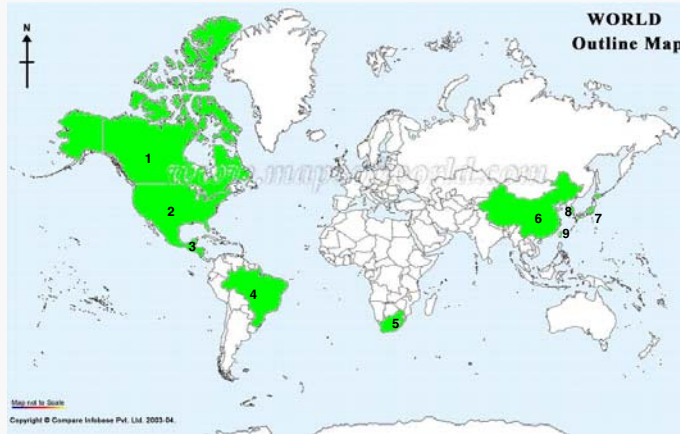 WORLD
Outline Map
N
www.mapsofworld.com
1
2
3
4
5
6
7
8
9
Map not to Scale
Copyright © Compare Infobase Pvt. Ltd. 2003-04.